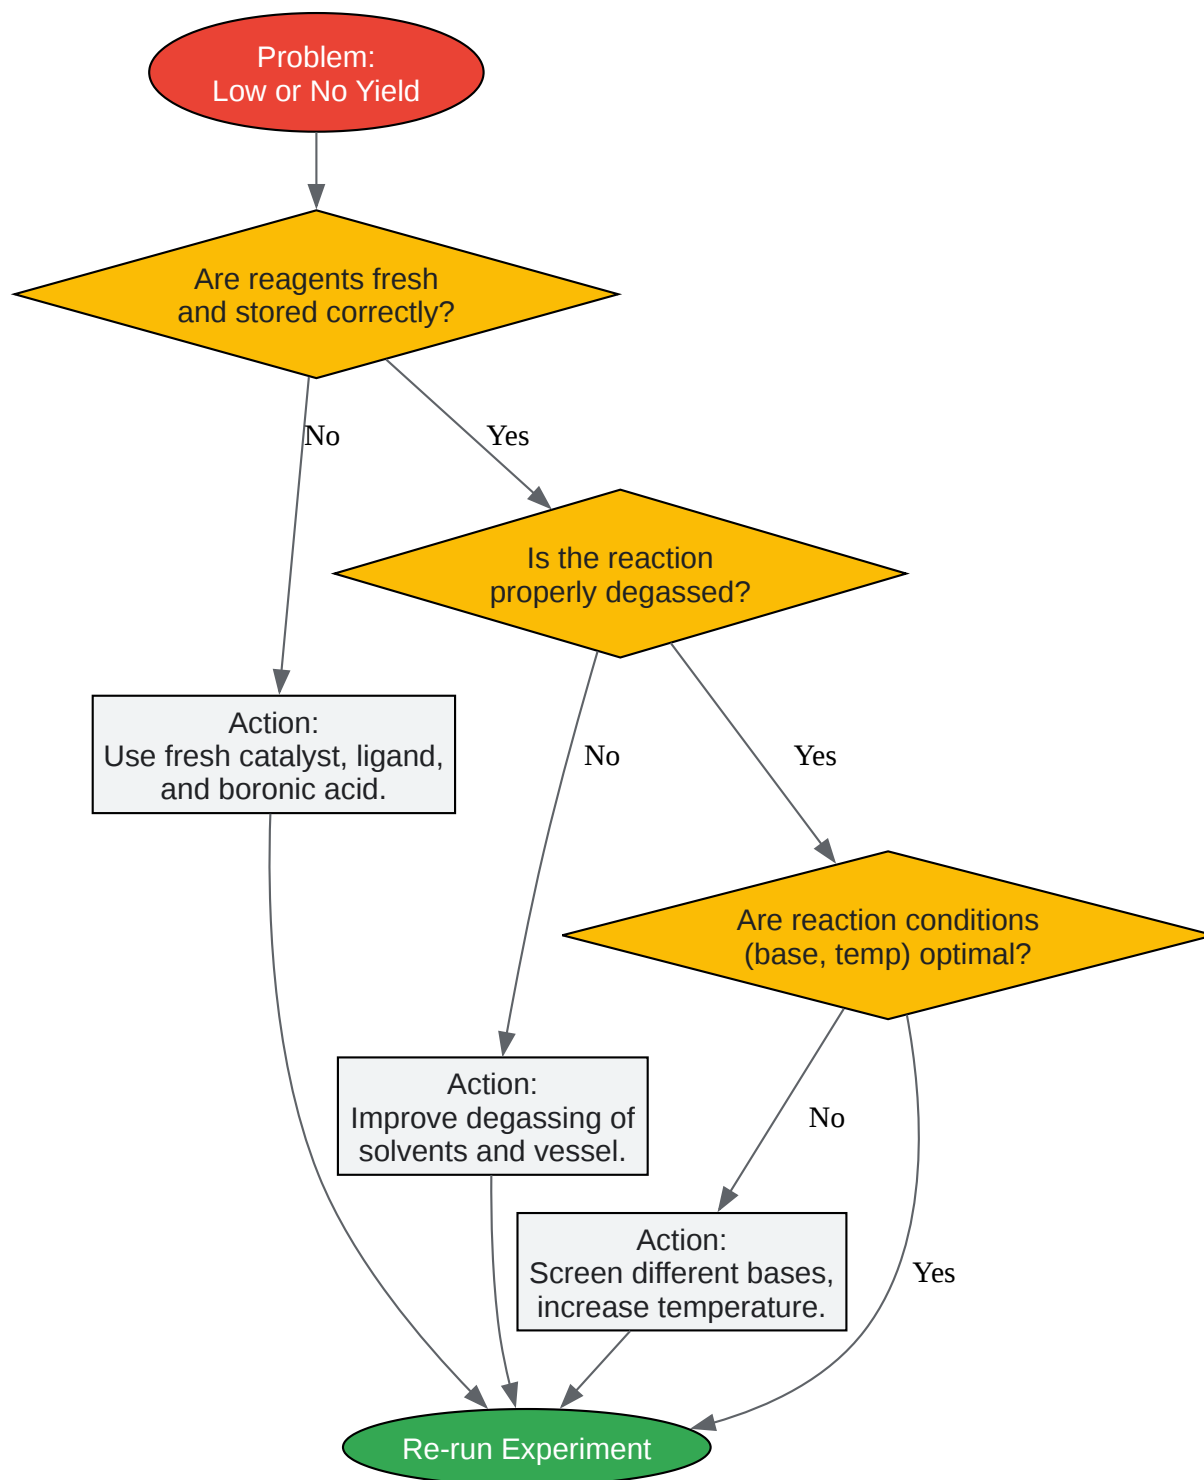 Problem:
Low or No Yield
Are reagents fresh
and stored correctly?
No
Yes
Is the reaction
properly degassed?
Action:
Use fresh catalyst, ligand,
and boronic acid.
No
Yes
Are reaction conditions
(base, temp) optimal?
Action:
Improve degassing of
solvents and vessel.
No
Action:
Screen different bases,
increase temperature.
Yes
Re-run Experiment